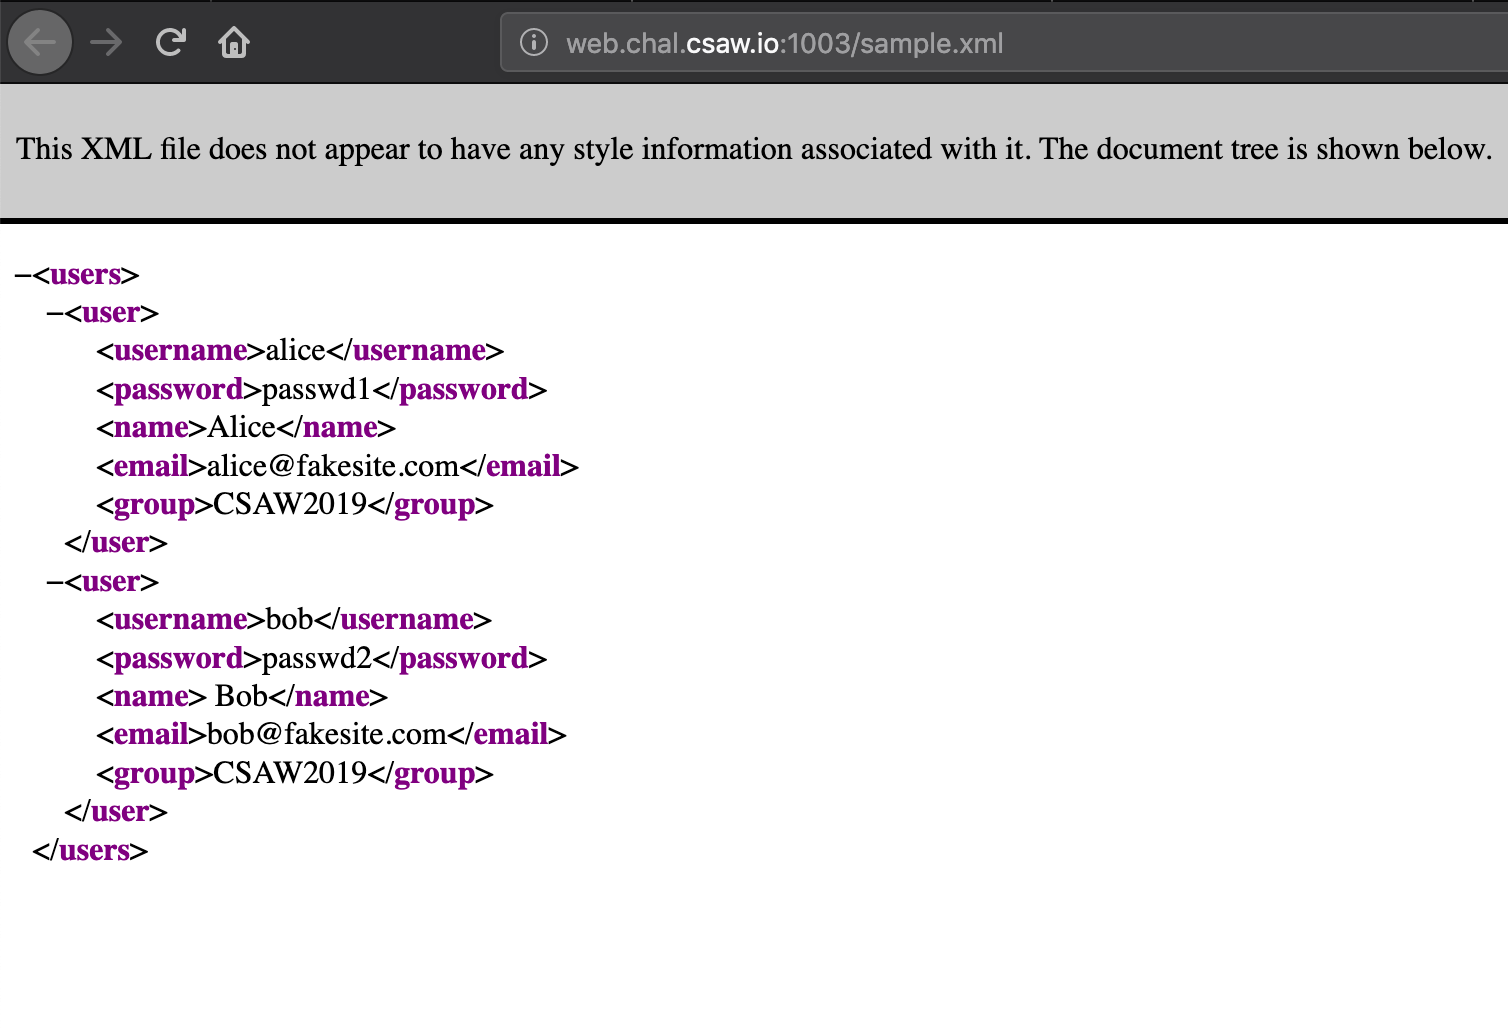 web.chal.csaw.io:1003/sample.xml
This XML file does not appear to have any style information associated with it. The document tree is shown below.
–<users>
–<user>
<username>alice</username>
<password>passwd1</password>
<name>Alice</name>
<email>alice@fakesite.com</email>
<group>CSAW2019</group>
</user>
–<user>
<username>bob</username>
<password>passwd2</password>
<name> Bob</name>
<email>bob@fakesite.com</email>
<group>CSAW2019</group>
</user>
</users>